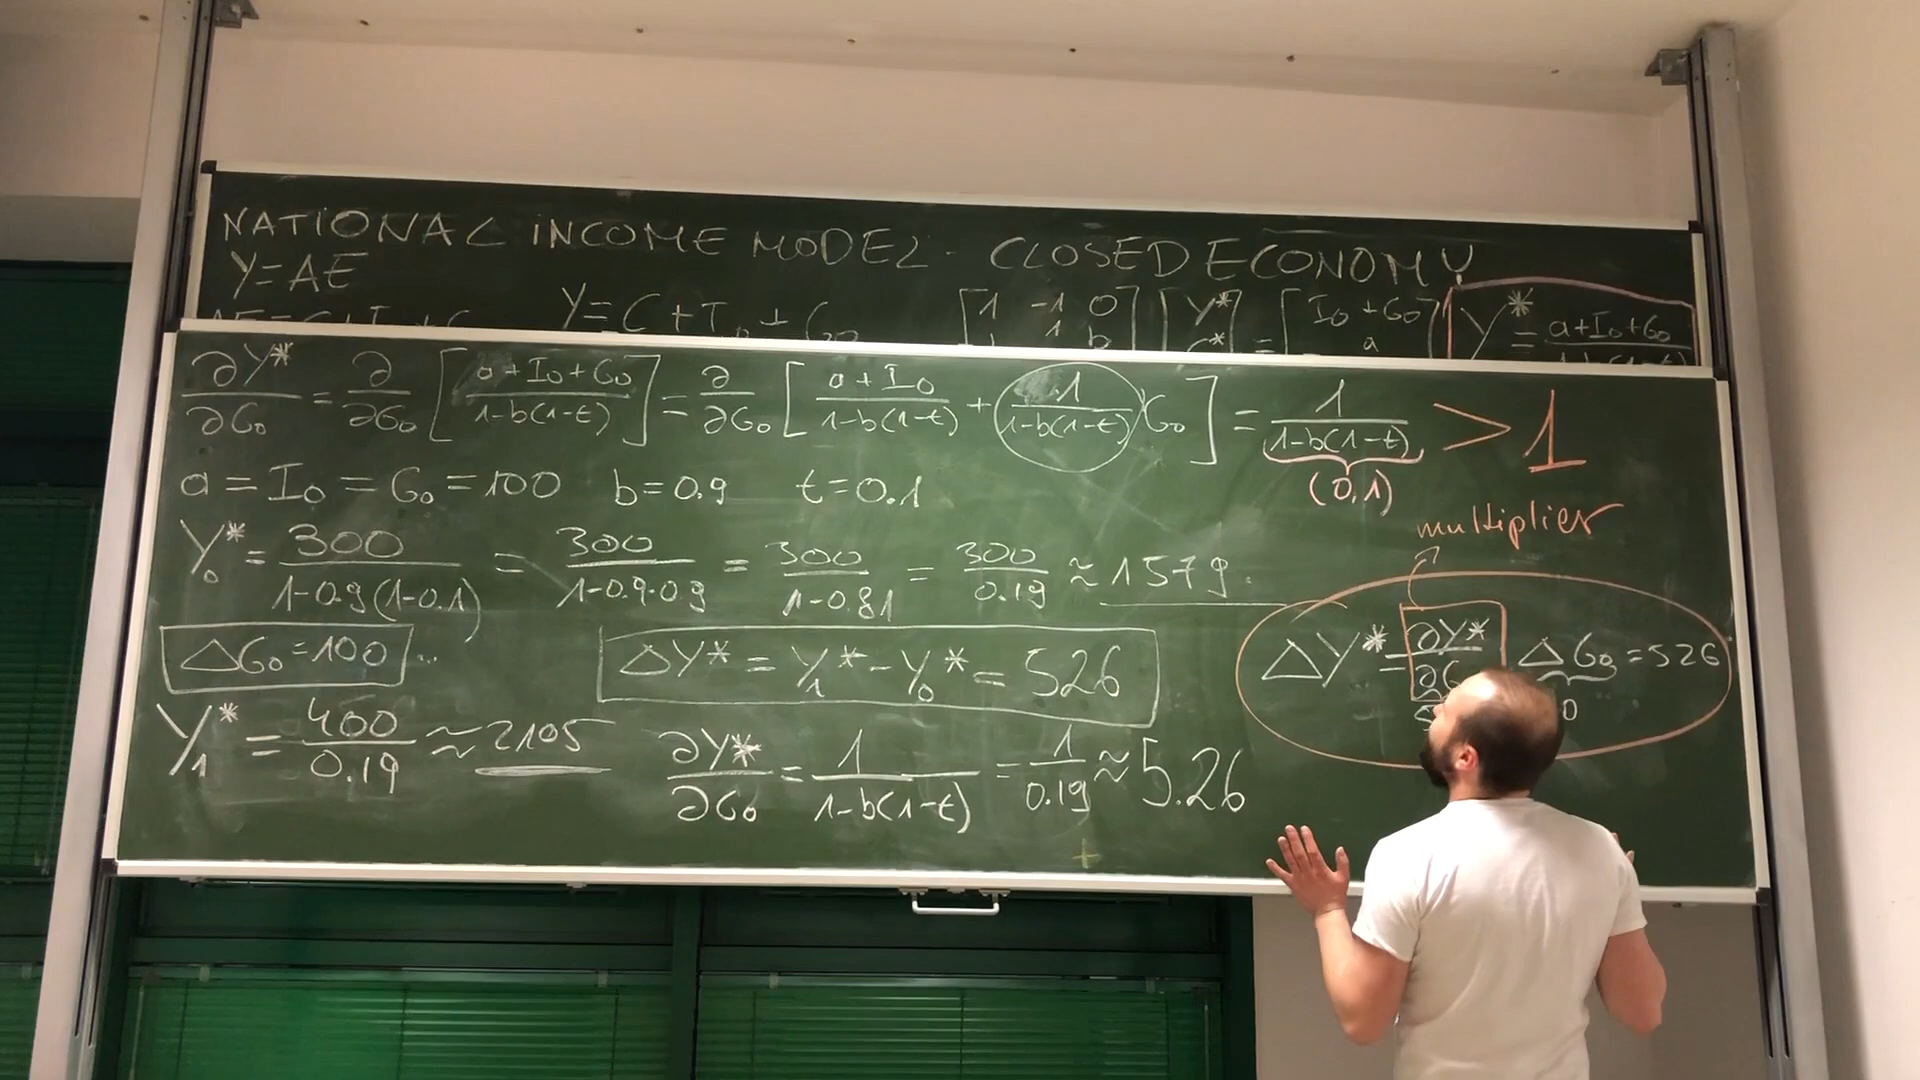 NATIONAL INCOME MODEL - CLOSED ECONOMY
Y=AE
Y=C+I₀+G₀ [1 -1 0 1 b] [Y* C*] = [I₀+G₀ a] Y* = a+I₀+G₀ / 1-b(1-t)
∂Y*/∂G₀ = ∂/∂G₀ [a+I₀+G₀ / 1-b(1-t)] = ∂/∂G₀ [a+I₀ / 1-b(1-t) + 1 / 1-b(1-t) G₀] = 1 / 1-b(1-t) > 1
(0,1)
a = I₀ = G₀ = 100 b=0.9 t=0.1
multiplier
Y₀* = 300 / 1-0.9(1-0.1) = 300 / 1-0.9·0.9 = 300 / 1-0.81 = 300 / 0.19 ≈ 1579.
ΔG₀=100 ... ΔY* = Y₁* - Y₀* = 526
ΔY* = ∂Y*/∂G ΔG₀ = 526
Y₁* = 400 / 0.19 ≈ 2105
∂Y*/∂G₀ = 1 / 1-b(1-t) = 1 / 0.19 ≈ 5.26